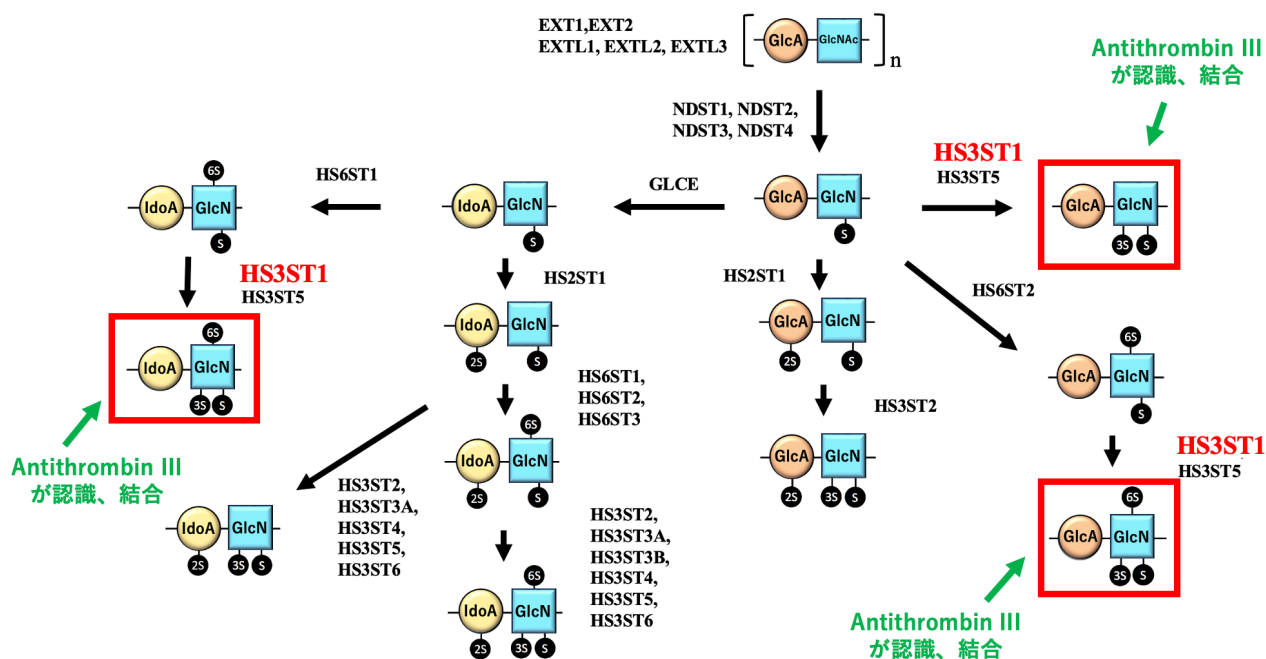 EXT1,EXT2
EXTL1, EXTL2, EXTL3
GlcA
GlcNAc
n
Antithrombin III
が認識、結合
NDST1, NDST2,
NDST3, NDST4
HS3ST1
HS3ST5
6S
HS6ST1
GLCE
IdoA
GlcN
S
IdoA
GlcN
S
GlcA
GlcN
S
GlcA
GlcN
3S
S
HS3ST1
HS3ST5
HS2ST1
HS2ST1
HS6ST2
6S
IdoA
GlcN
3S
S
IdoA
GlcN
2S
S
GlcA
GlcN
2S
S
6S
GlcA
GlcN
S
HS6ST1,
HS6ST2,
HS6ST3
HS3ST2
Antithrombin III
が認識、結合
6S
IdoA
GlcN
2S
S
GlcA
GlcN
2S
3S
S
HS3ST1
HS3ST5
HS3ST2,
HS3ST3A,
HS3ST4,
HS3ST5,
HS3ST6
IdoA
GlcN
2S
3S
S
HS3ST2,
HS3ST3A,
HS3ST3B,
HS3ST4,
HS3ST5,
HS3ST6
6S
GlcA
GlcN
3S
S
6S
IdoA
GlcN
2S
3S
S
Antithrombin III
が認識、結合